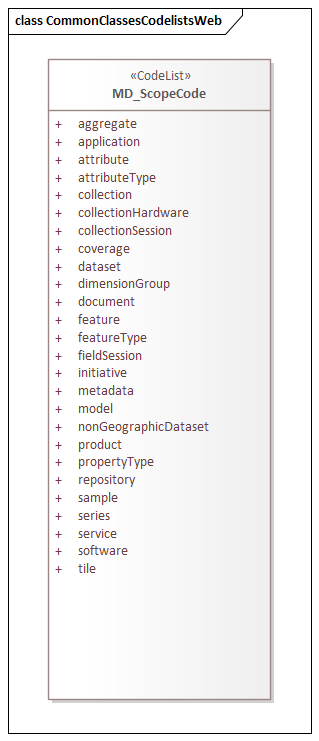 class CommonClassesCodelistsWeb
«CodeList»
MD_ScopeCode
+ aggregate
+ application
+ attribute
+ attributeType
+ collection
+ collectionHardware
+ collectionSession
+ coverage
+ dataset
+ dimensionGroup
+ document
+ feature
+ featureType
+ fieldSession
+ initiative
+ metadata
+ model
+ nonGeographicDataset
+ product
+ propertyType
+ repository
+ sample
+ series
+ service
+ software
+ tile